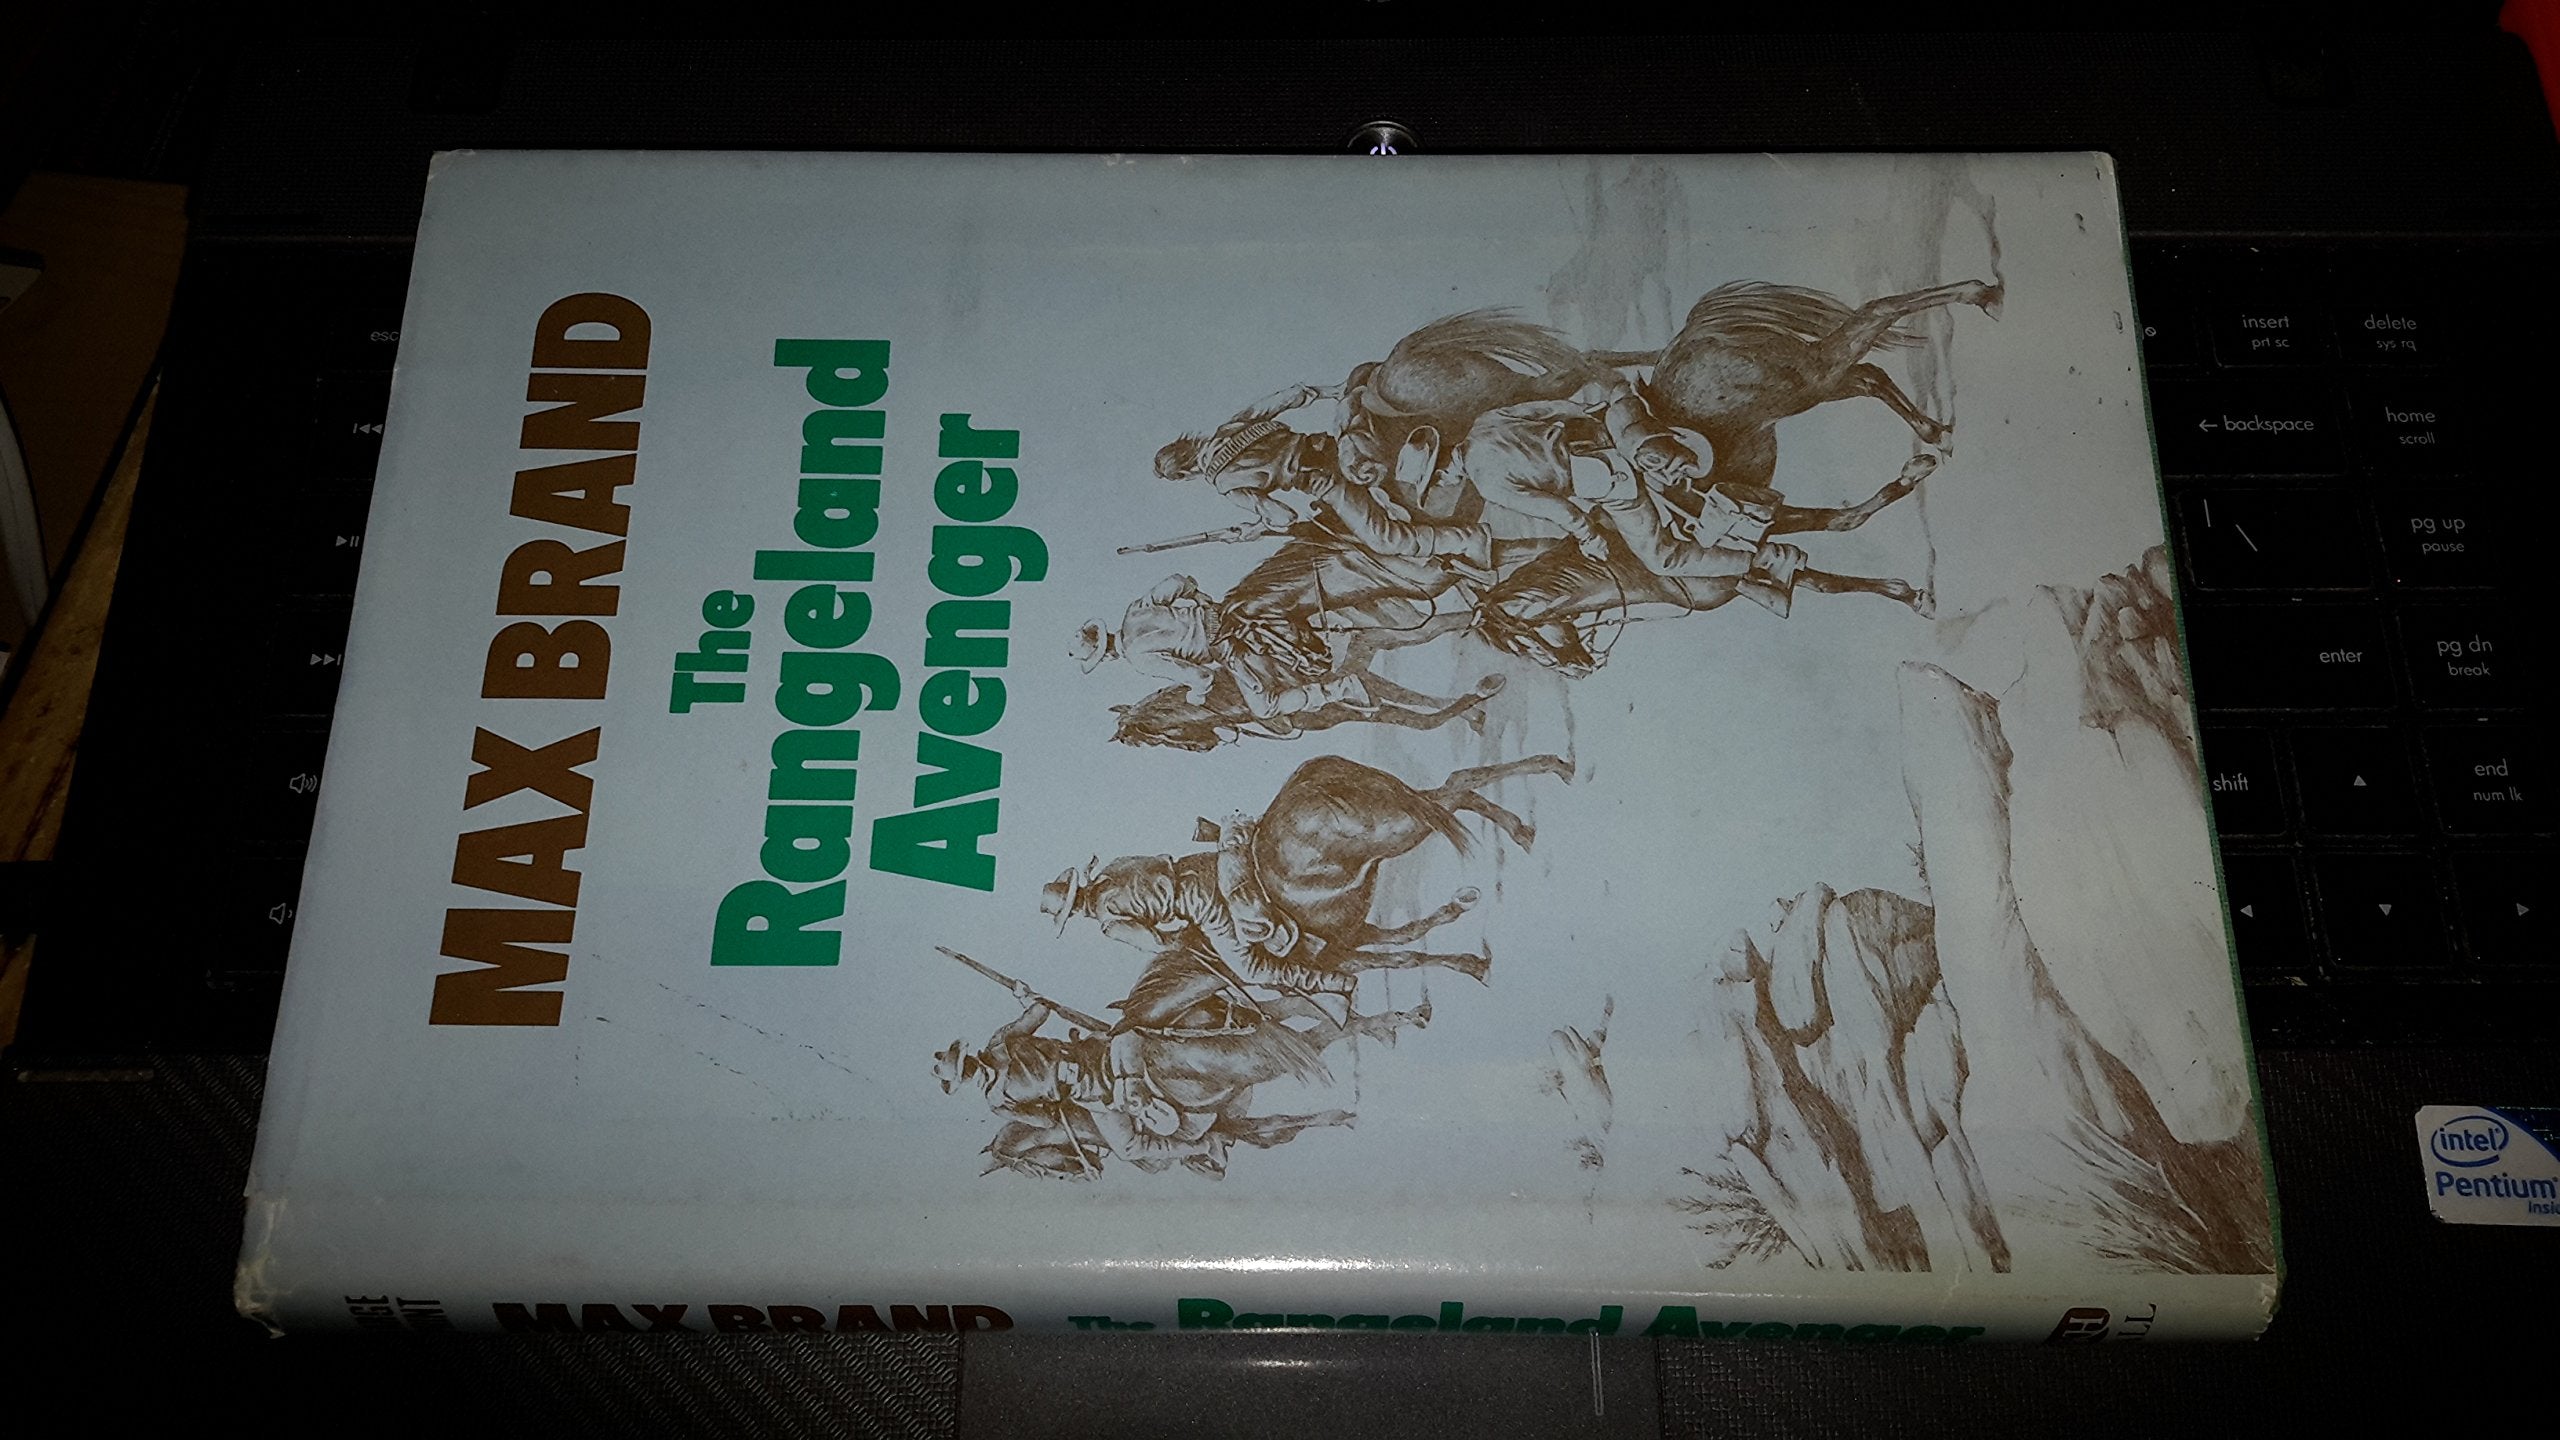 MAX BRAND
The
Rangeland
Avenger
MAX BRAND The Rangeland Avenger
esc
insert
prt sc
delete
sys rq
← backspace
home
scroll
\
pg up
pause
enter
pg dn
break
shift
end
num lk
intel
Pentium